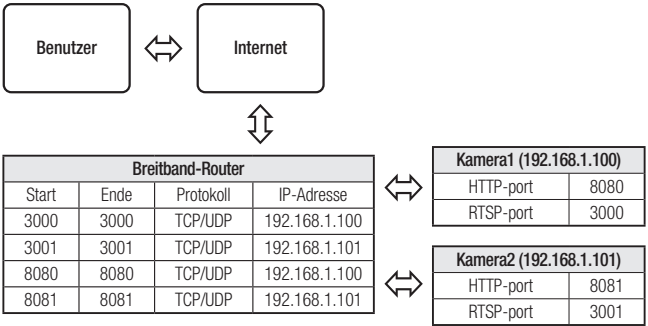 Benutzer
Internet
Breitband-Router
Start Ende Protokoll IP-Adresse
3000 3000 TCP/UDP 192.168.1.100
3001 3001 TCP/UDP 192.168.1.101
8080 8080 TCP/UDP 192.168.1.100
8081 8081 TCP/UDP 192.168.1.101
Kamera1 (192.168.1.100)
HTTP-port 8080
RTSP-port 3000
Kamera2 (192.168.1.101)
HTTP-port 8081
RTSP-port 3001